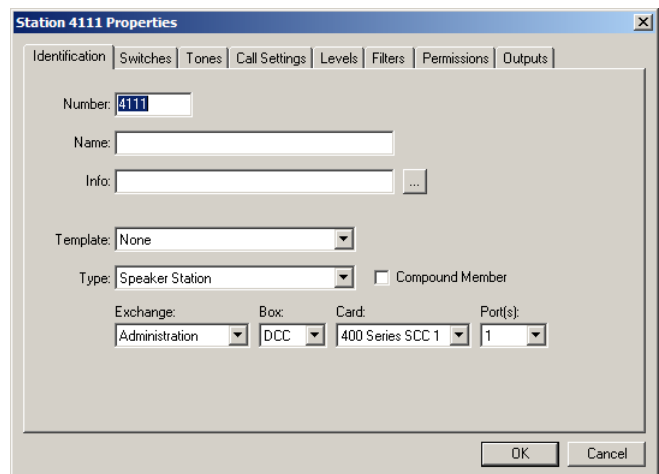 Station 4111 Properties
Identification Switches Tones Call Settings Levels Filters Permissions Outputs
Number: 4111
Name:
Info: ...
Template: None
Type: Speaker Station Compound Member
Exchange: Box: Card: Port(s):
Administration DCC 400 Series SCC 1 1
OK Cancel